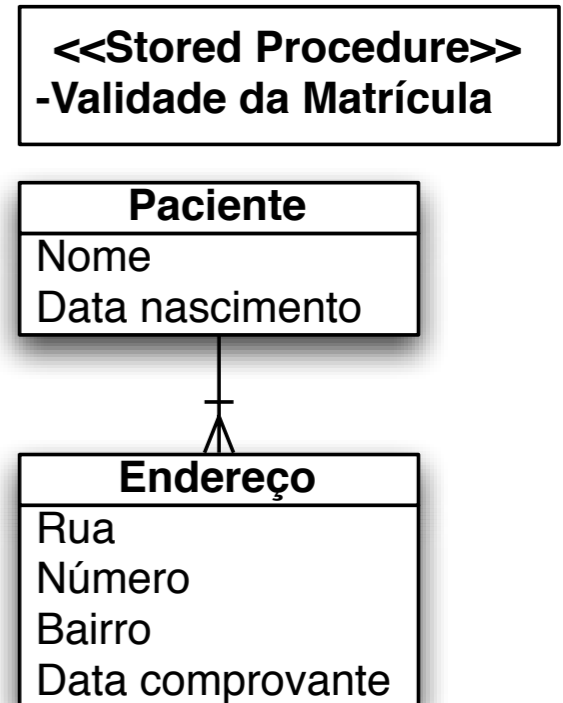 <<Stored Procedure>>
-Validade da Matrícula
Paciente
Nome
Data nascimento
Endereço
Rua
Número
Bairro
Data comprovante